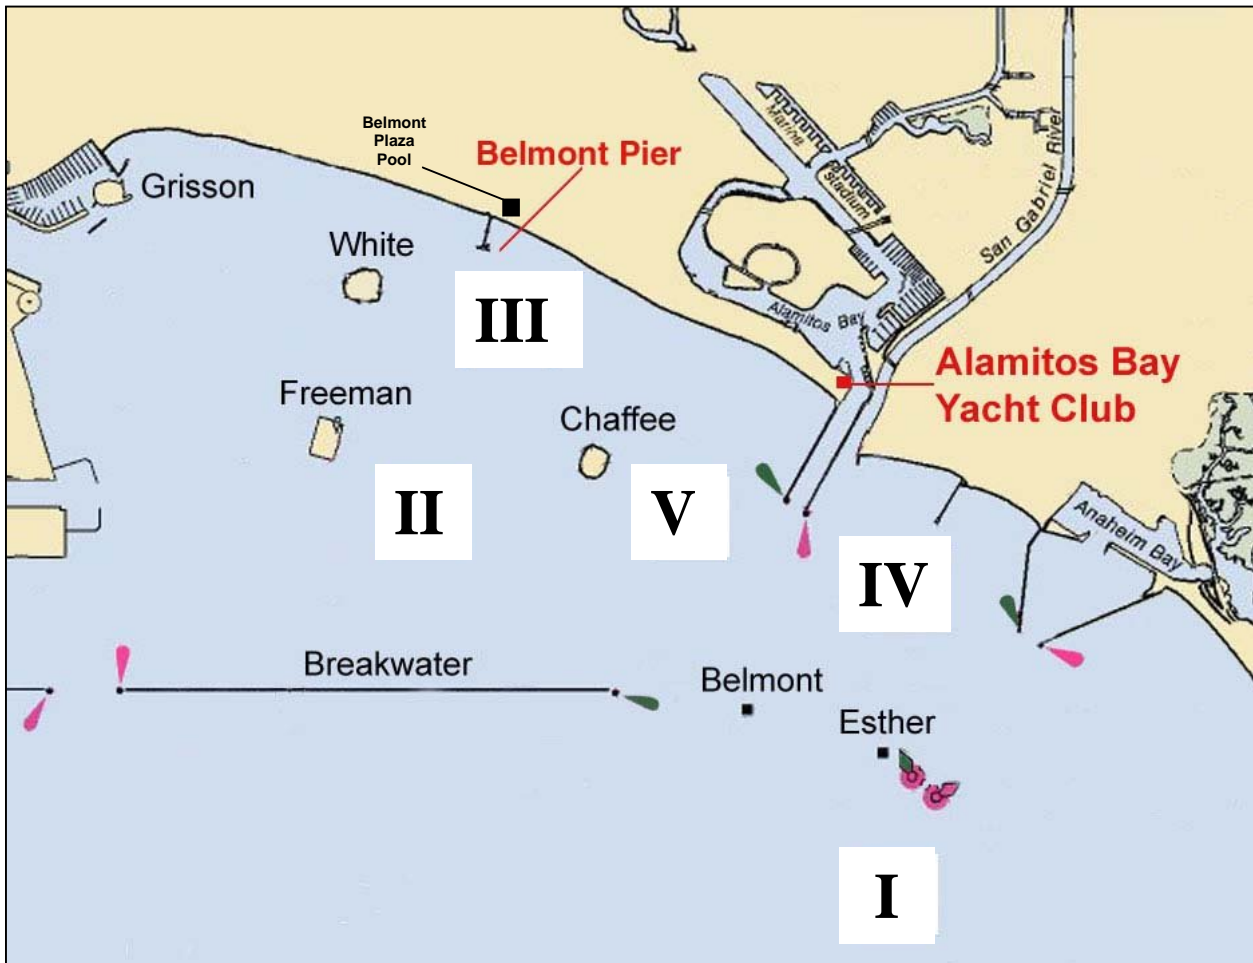 Belmont
Plaza
Pool
Belmont Pier
Grisson
White
Marine
stadium
San Gabriel River
III
Alamitos Bay
Alamitos Bay
Yacht Club
Freeman
Chaffee
II
V
Anaheim Bay
IV
Breakwater
Belmont
Esther
I